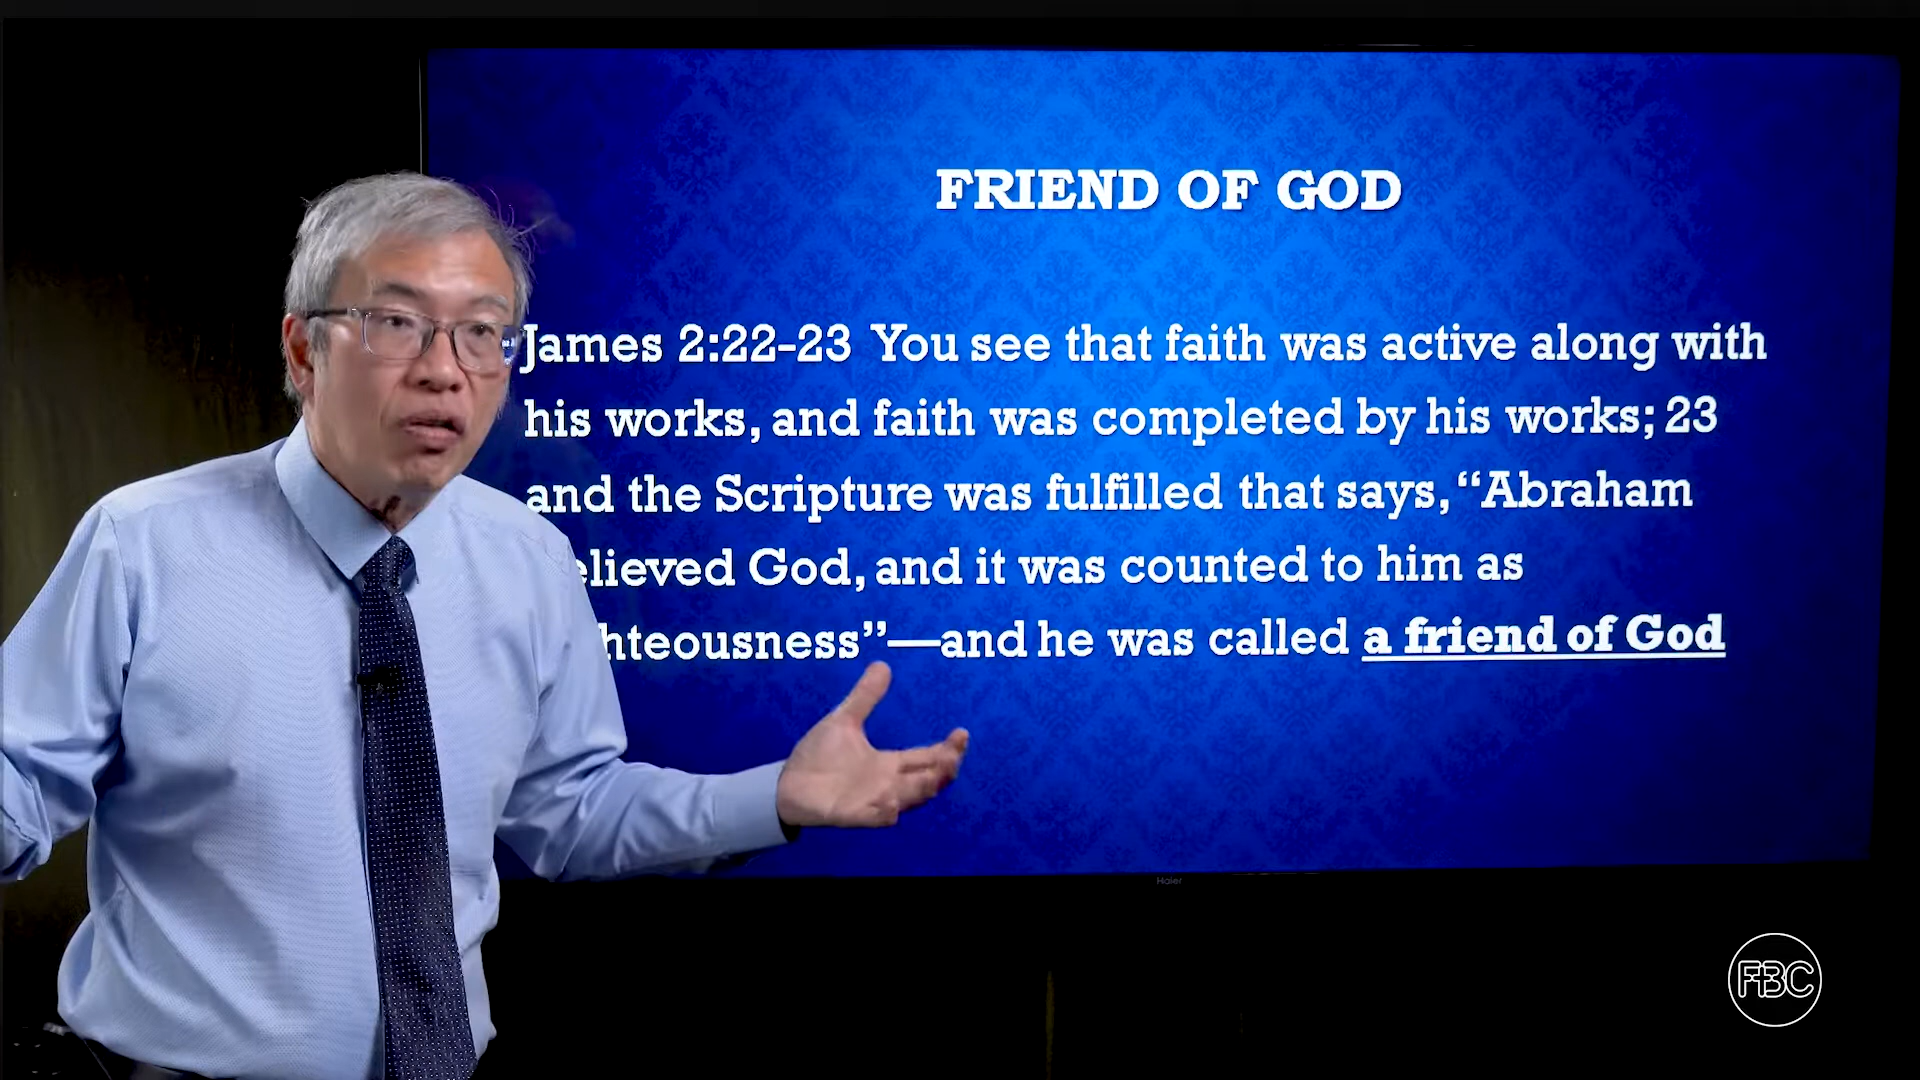 FRIEND OF GOD
James 2:22-23 You see that faith was active along with
his works, and faith was completed by his works; 23
and the Scripture was fulfilled that says, “Abraham
elieved God, and it was counted to him as
hteousness”—and he was called a friend of God
Haier
FBC